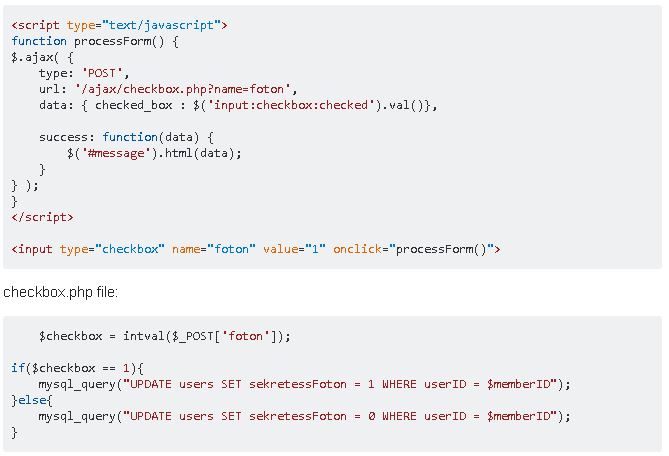 <script type="text/javascript">
function processForm() {
$.ajax( {
    type: 'POST',
    url: '/ajax/checkbox.php?name=foton',
    data: { checked_box : $('input:checkbox:checked').val()},

    success: function(data) {
        $('#message').html(data);
    }
} );
}
</script>

<input type="checkbox" name="foton" value="1" onclick="processForm()">

checkbox.php file:

    $checkbox = intval($_POST['foton']);

if($checkbox == 1){
    mysql_query("UPDATE users SET sekretessFoton = 1 WHERE userID = $memberID");
}else{
    mysql_query("UPDATE users SET sekretessFoton = 0 WHERE userID = $memberID");
}